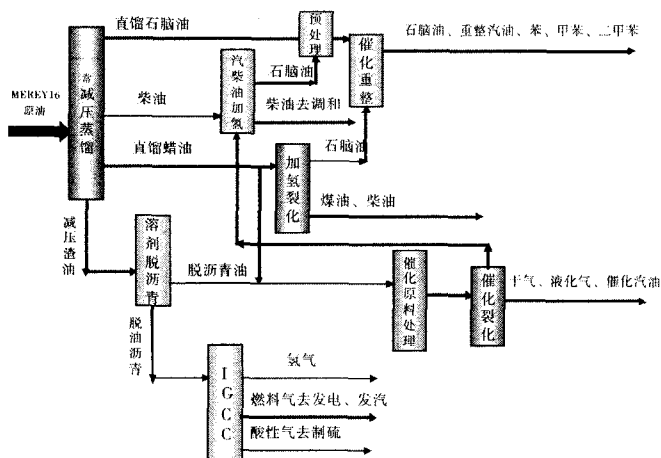 直馏石脑油
预处理
石脑油、重整汽油、苯、甲苯、二甲苯
催化重整
汽柴油加氢
石脑油
常减压蒸馏
MEREY16
原油
柴油
柴油去调和
直馏蜡油
加氢裂化
石脑油
煤油、柴油
减压渣油
溶剂脱沥青
脱沥青油
催化原料处理
催化裂化
干气、液化气、催化汽油
脱油沥青
IGCC
氢气
燃料气去发电、发汽
酸性气去制硫